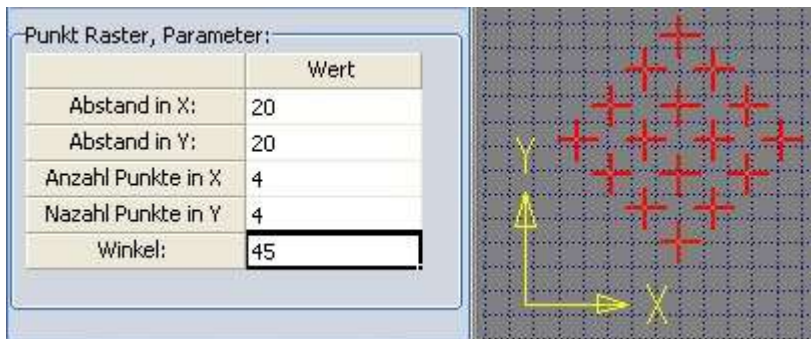 Punkt Raster, Parameter:
Wert
Abstand in X: 20
Abstand in Y: 20
Anzahl Punkte in X 4
Nazahl Punkte in Y 4
Winkel: 45
Y
X